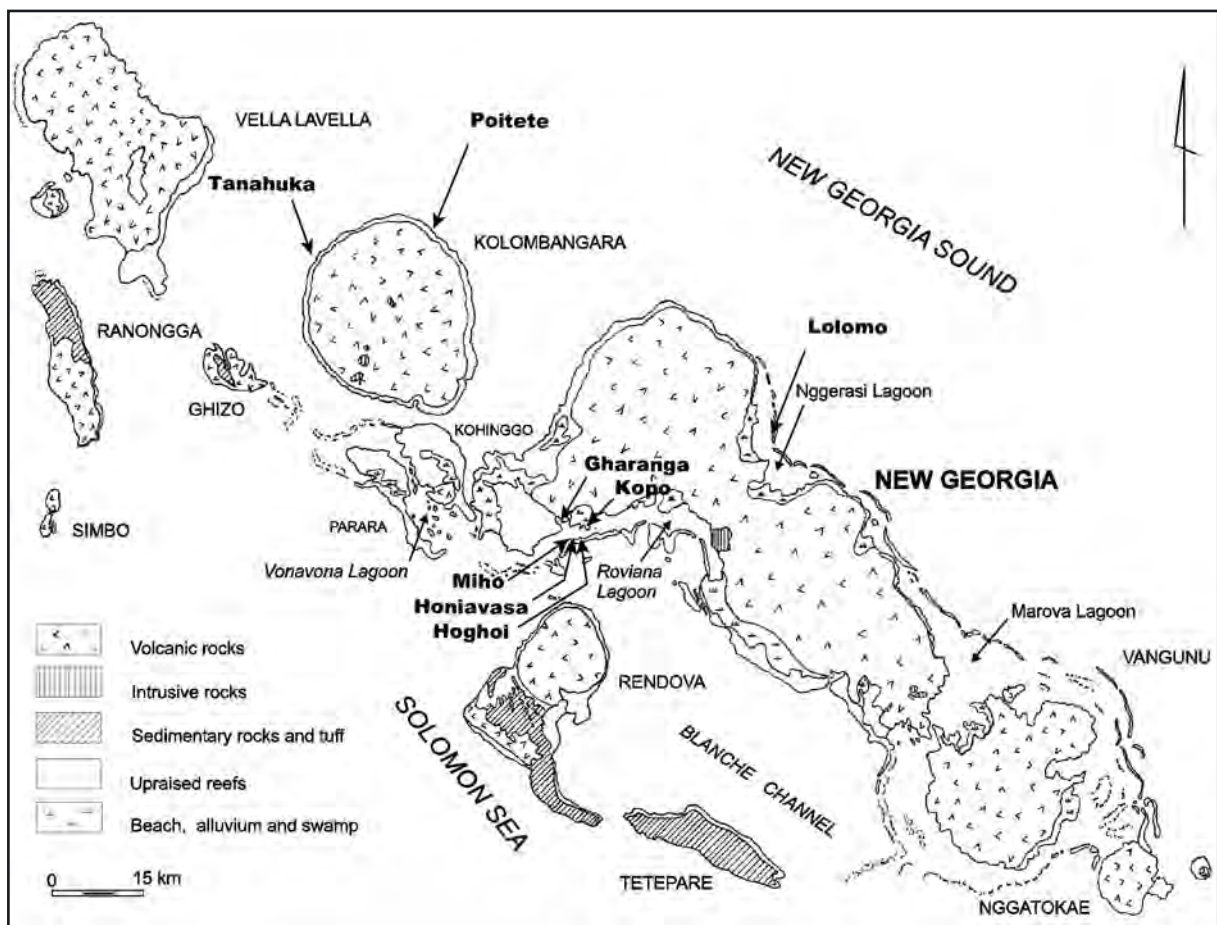 VELLA LAVELLA
Poitete
Tanahuka
KOLOMBANGARA
NEW GEORGIA SOUND
RANONGGA
Lolomo
Nggerasi Lagoon
GHIZO
KOHINGGO
Gharanga
Kopo
NEW GEORGIA
SIMBO
PARARA
Vonavona Lagoon
Miho
Honiavasa
Hoghoi
Roviana
Lagoon
Marova Lagoon
VANGUNU
RENDOVA
SOLOMON SEA
BLANCHE CHANNEL
TETEPARE
NGGATOKAE
Volcanic rocks
Intrusive rocks
Sedimentary rocks and tuff
Upraised reefs
Beach, alluvium and swamp
0 15 km